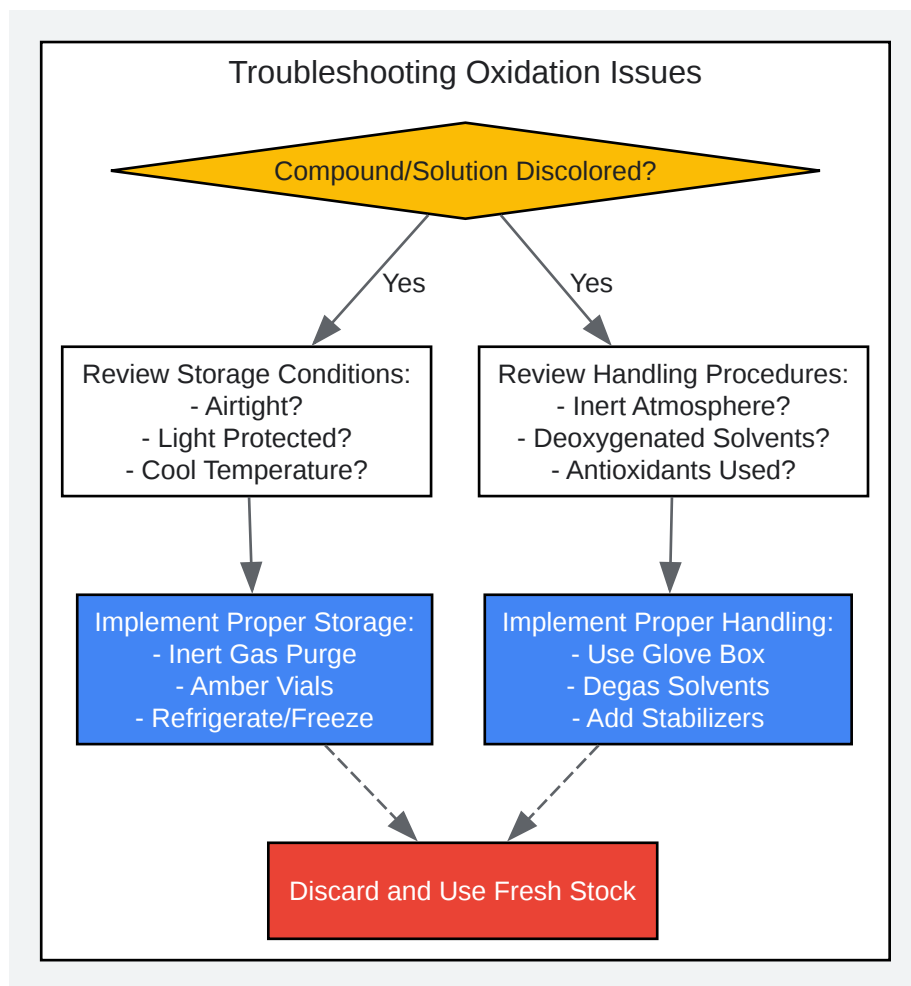 Troubleshooting Oxidation Issues
Compound/Solution Discolored?
Yes
Yes
Review Storage Conditions:
- Airtight?
- Light Protected?
- Cool Temperature?
Review Handling Procedures:
- Inert Atmosphere?
- Deoxygenated Solvents?
- Antioxidants Used?
Implement Proper Storage:
- Inert Gas Purge
- Amber Vials
- Refrigerate/Freeze
Implement Proper Handling:
- Use Glove Box
- Degas Solvents
- Add Stabilizers
Discard and Use Fresh Stock